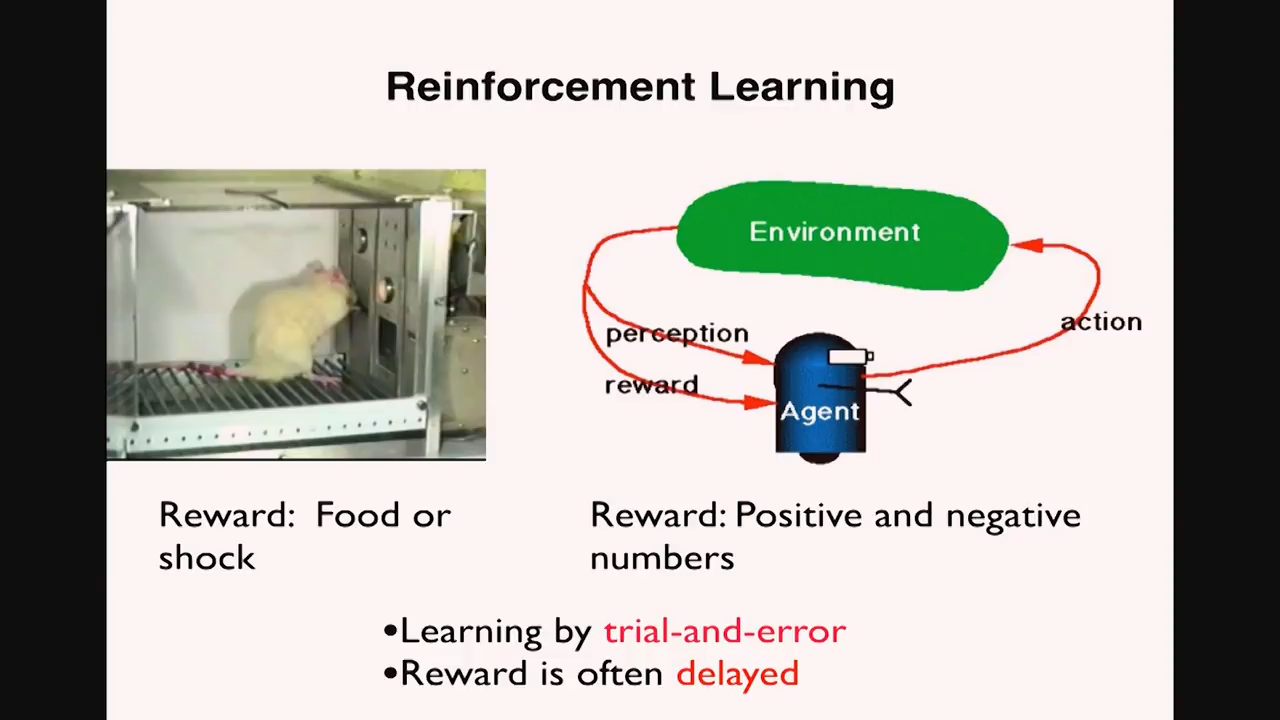 Reinforcement Learning
Environment
perception
action
reward
Agent
Reward: Food or
shock
Reward: Positive and negative
numbers
•Learning by trial-and-error
•Reward is often delayed